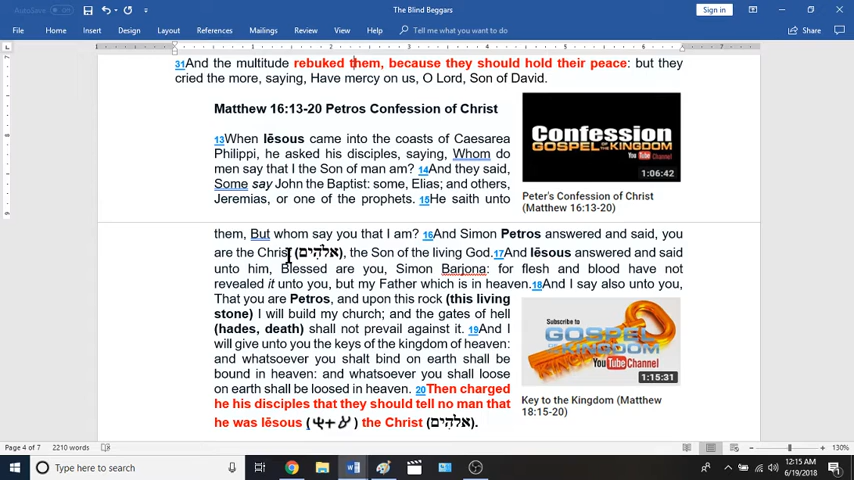 AutoSave Off
The Blind Beggars
Sign in
File Home Insert Draw Design Layout References Mailings Review View Help Tell me what you want to do
Share
31And the multitude rebuked them, because they should hold their peace: but they
cried the more, saying, Have mercy on us, O Lord, Son of David.
Matthew 16:13-20 Petros Confession of Christ
13When Iēsous came into the coasts of Caesarea
Philippi, he asked his disciples, saying, Whom do
men say that I the Son of man am? 14And they said,
Some say John the Baptist: some, Elias; and others,
Jeremias, or one of the prophets. 15He saith unto
Confession
GOSPEL OF THE KINGDOM
YouTube Channel
1:06:42
Peter's Confession of Christ
(Matthew 16:13-20)
them, But whom say you that I am? 16And Simon Petros answered and said, you
are the Christ (אלהים), the Son of the living God.17And Iēsous answered and said
unto him, Blessed are you, Simon Barjona: for flesh and blood have not
revealed it unto you, but my Father which is in heaven.18And I say also unto you,
That you are Petros, and upon this rock (this living
stone) I will build my church; and the gates of hell
(hades, death) shall not prevail against it. 19And I
will give unto you the keys of the kingdom of heaven:
and whatsoever you shalt bind on earth shall be
bound in heaven: and whatsoever you shall loose
on earth shall be loosed in heaven. 20Then charged
he his disciples that they should tell no man that
he was Iēsous ( ) the Christ (אלהים).
Subscribe to
GOSPEL
OF THE
KINGDOM
YouTube Channel
1:15:31
Key to the Kingdom (Matthew
18:15-20)
Page 4 of 7 2210 words
130%
Type here to search
12:15 AM
6/19/2018